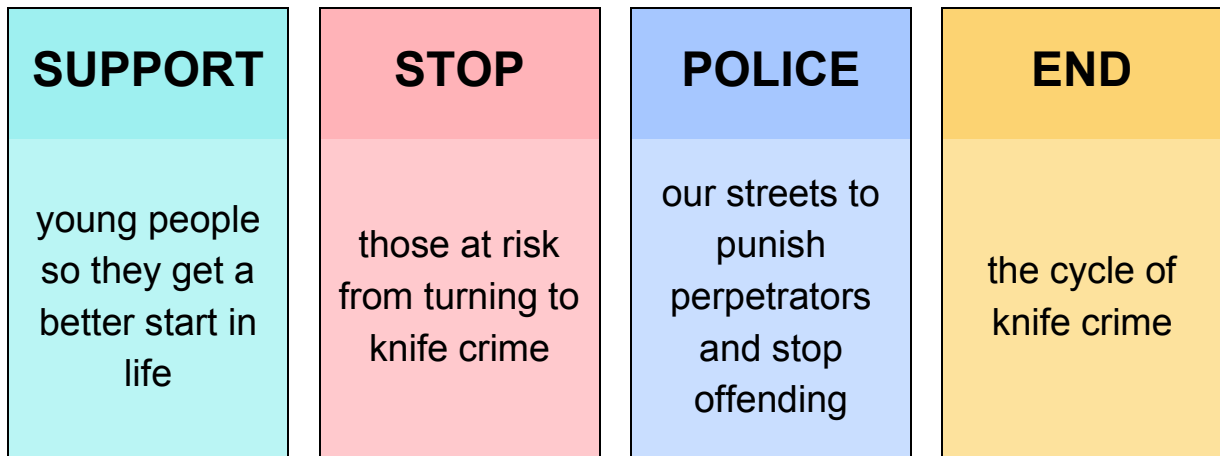 SUPPORT
young people
so they get a
better start in
life
STOP
those at risk
from turning to
knife crime
POLICE
our streets to
punish
perpetrators
and stop
offending
END
the cycle of
knife crime